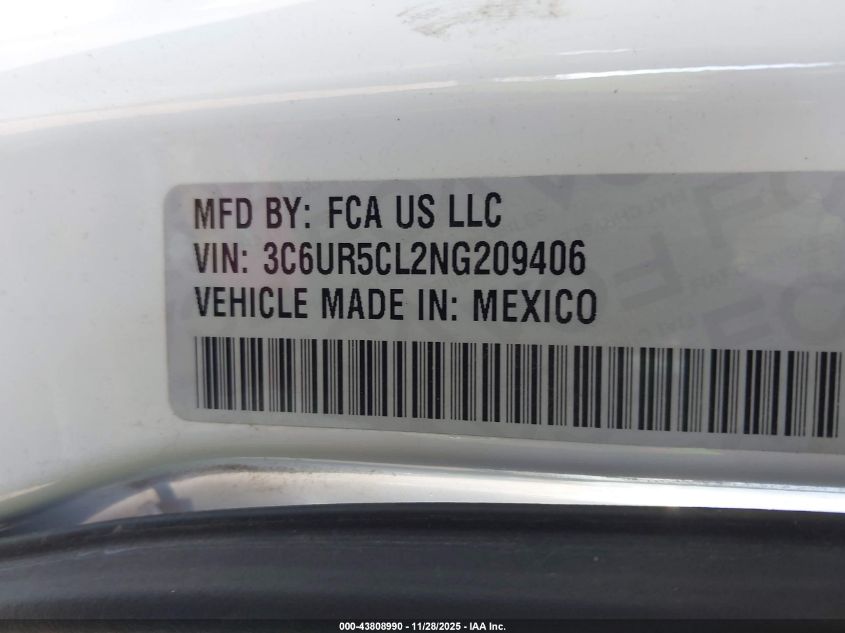 MFD BY: FCA US LLC
VIN: 3C6UR5CL2NG209406
VEHICLE MADE IN: MEXICO
000-43808990 — 11/28/2025 — IAA Inc.